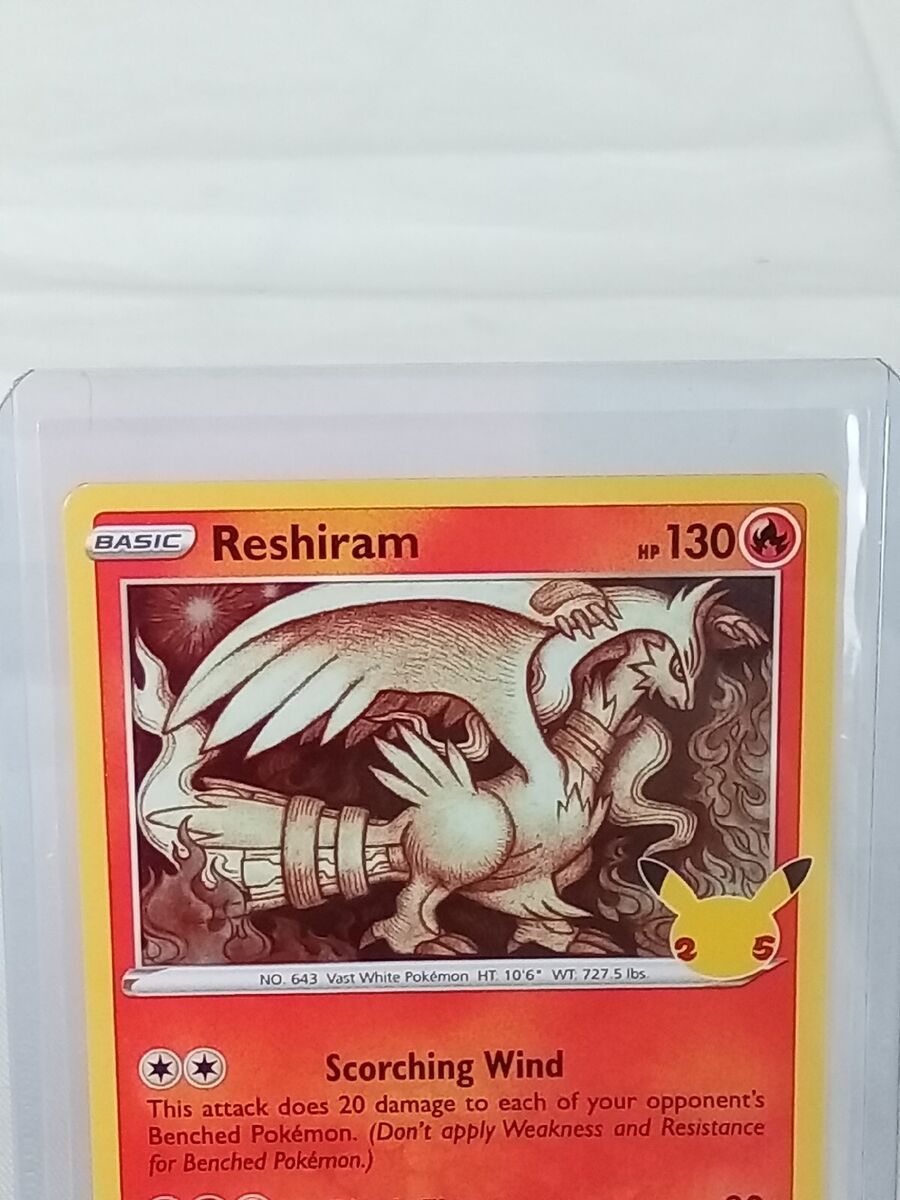 BASIC Reshiram HP 130
2 5
NO. 643 Vast White Pokémon HT. 10'6" WT. 727.5 lbs.
Scorching Wind
This attack does 20 damage to each of your opponent's
Benched Pokémon. (Don't apply Weakness and Resistance
for Benched Pokémon.)